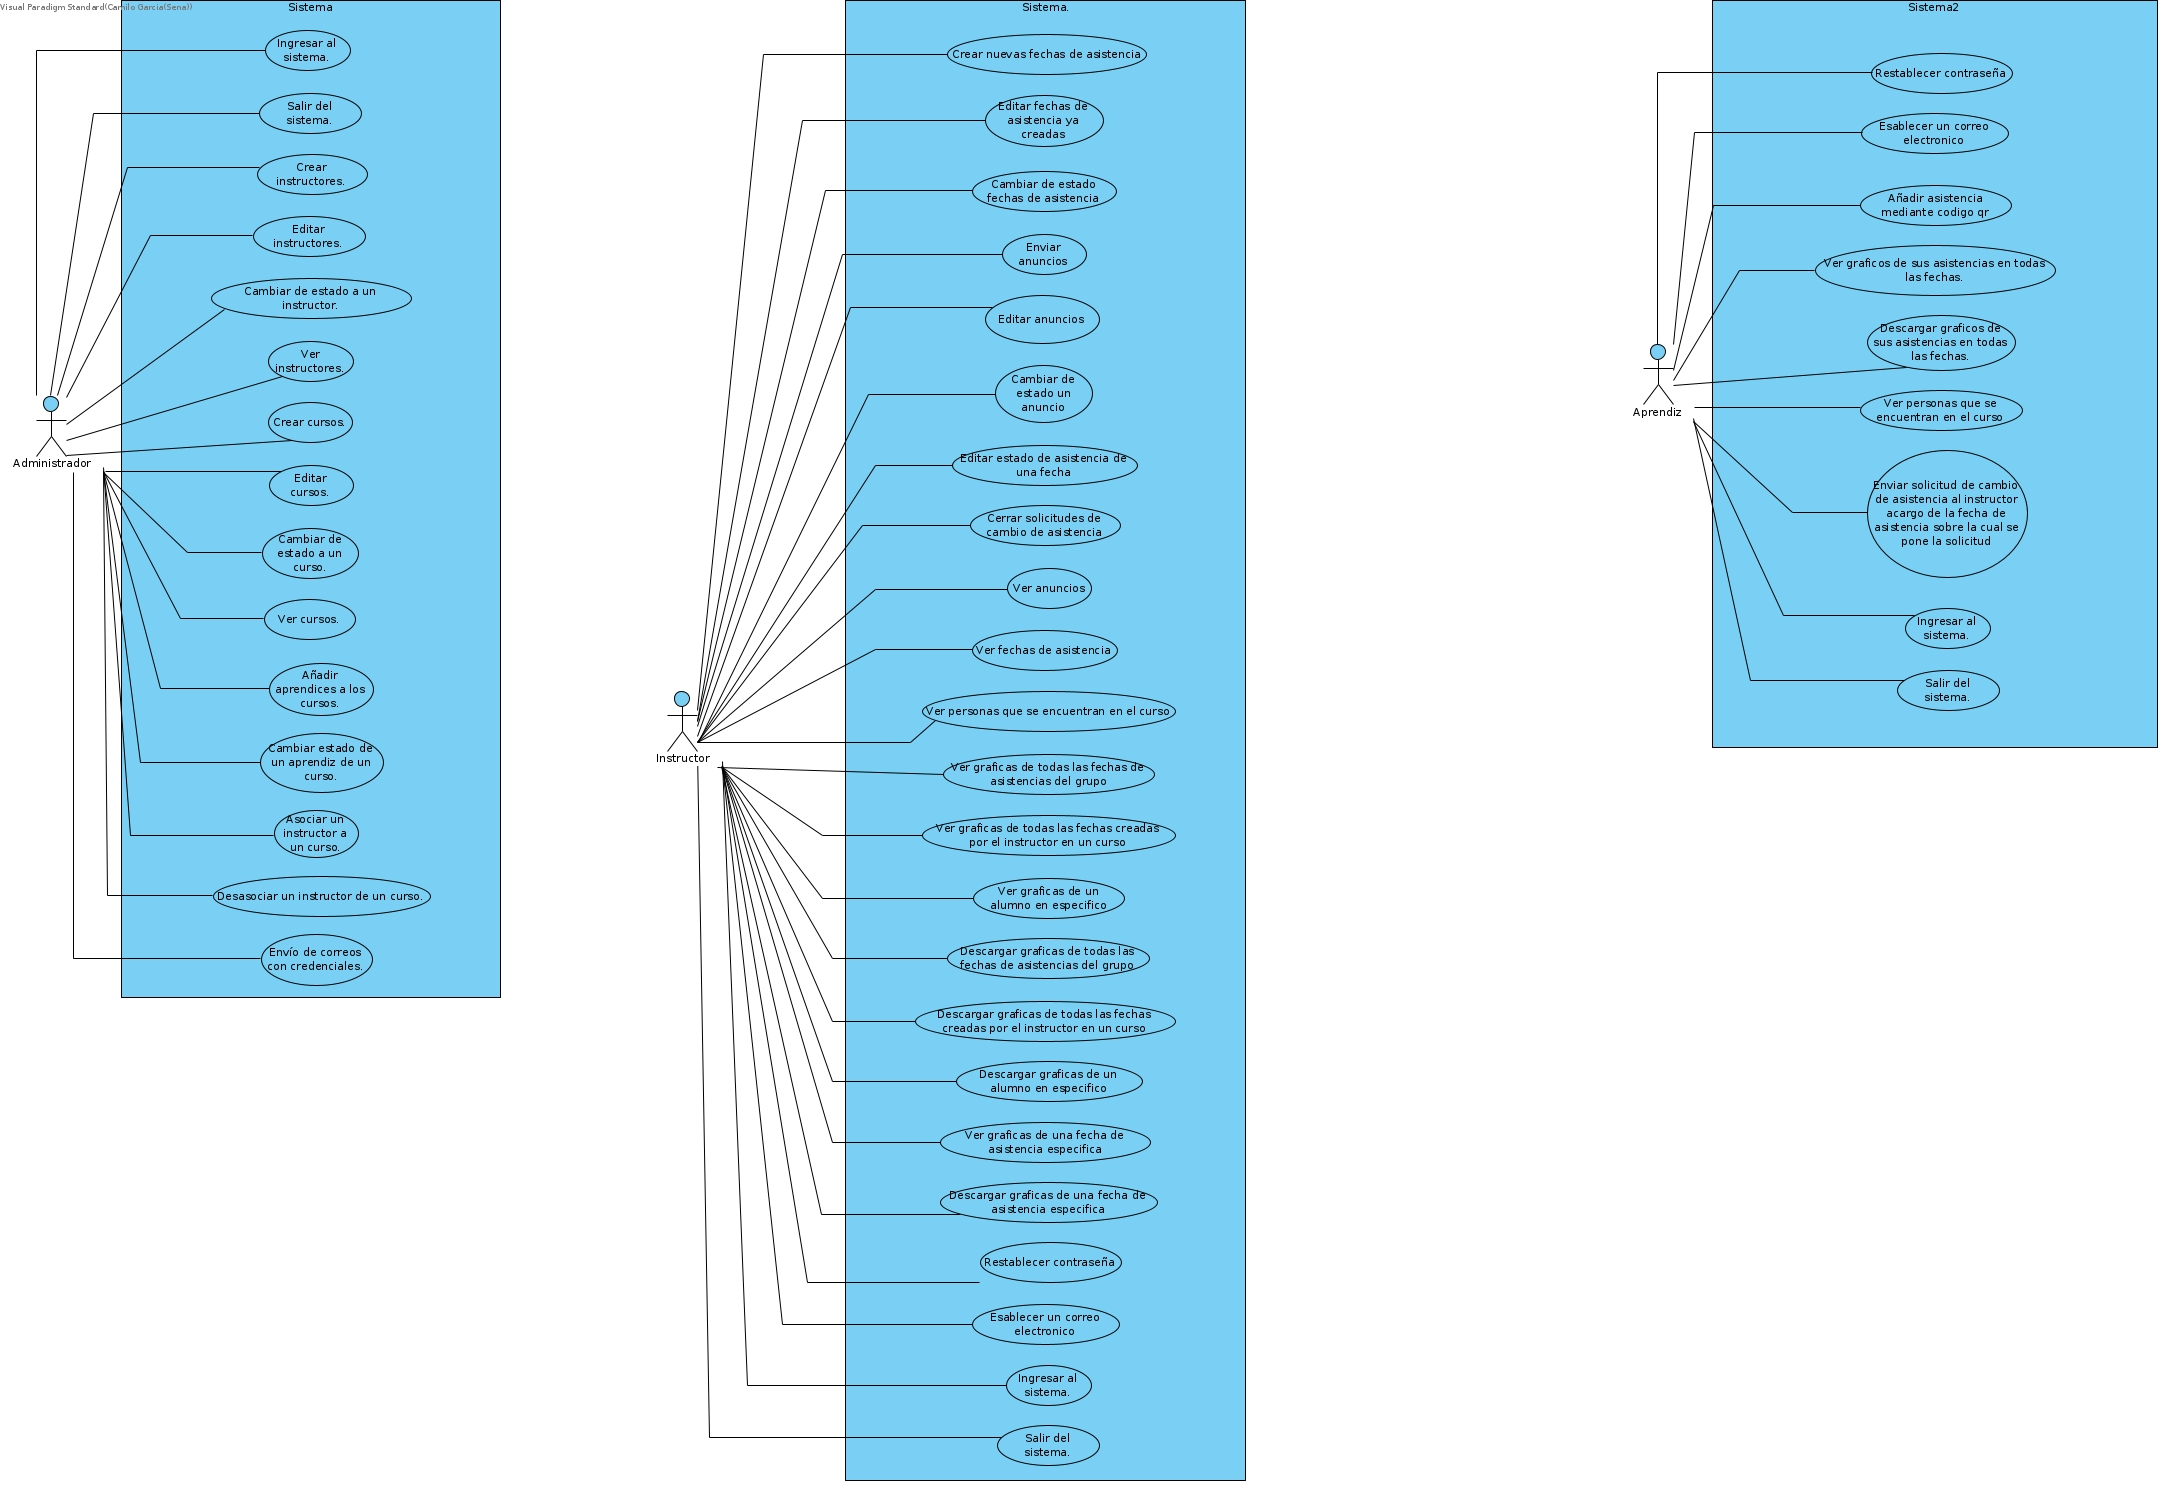 Visual Paradigm Standard(Camilo Garcia(Sena))
Sistema
Ingresar al
sistema.
Salir del
sistema.
Crear
instructores.
Editar
instructores.
Cambiar de estado a un
instructor.
Ver
instructores.
Crear cursos.
Administrador
Editar
cursos.
Cambiar de
estado a un
curso.
Ver cursos.
Añadir
aprendices a los
cursos.
Cambiar estado de
un aprendiz de un
curso.
Asociar un
instructor a
un curso.
Desasociar un instructor de un curso.
Envío de correos
con credenciales.
Sistema.
Crear nuevas fechas de asistencia
Editar fechas de
asistencia ya
creadas
Cambiar de estado
fechas de asistencia
Enviar
anuncios
Editar anuncios
Cambiar de
estado un
anuncio
Editar estado de asistencia de
una fecha
Cerrar solicitudes de
cambio de asistencia
Ver anuncios
Ver fechas de asistencia
Ver personas que se encuentran en el curso
Instructor
Ver graficas de todas las fechas de
asistencias del grupo
Ver graficas de todas las fechas creadas
por el instructor en un curso
Ver graficas de un
alumno en especifico
Descargar graficas de todas las
fechas de asistencias del grupo
Descargar graficas de todas las fechas
creadas por el instructor en un curso
Descargar graficas de un
alumno en especifico
Ver graficas de una fecha de
asistencia especifica
Descargar graficas de una fecha de
asistencia especifica
Restablecer contraseña
Esablecer un correo
electronico
Ingresar al
sistema.
Salir del
sistema.
Sistema2
Restablecer contraseña
Esablecer un correo
electronico
Añadir asistencia
mediante codigo qr
Ver graficos de sus asistencias en todas
las fechas.
Descargar graficos de
sus asistencias en todas
las fechas.
Aprendiz
Ver personas que se
encuentran en el curso
Enviar solicitud de cambio
de asistencia al instructor
acargo de la fecha de
asistencia sobre la cual se
pone la solicitud
Ingresar al
sistema.
Salir del
sistema.